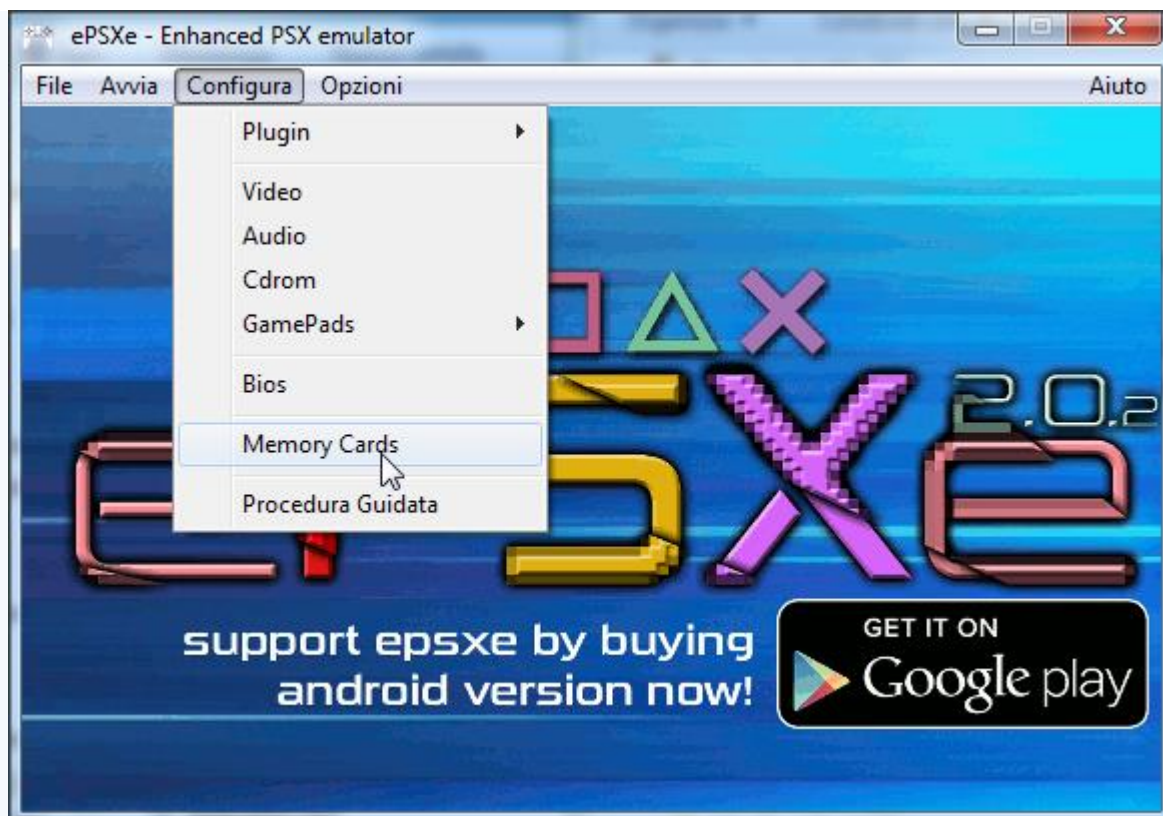 ePSXe - Enhanced PSX emulator
File Avvia Configura Opzioni Aiuto
Plugin
Video
Audio
Cdrom
GamePads
Bios
Memory Cards
Procedura Guidata
ePSXe
2.0.2
support epsxe by buying
android version now!
GET IT ON
Google play